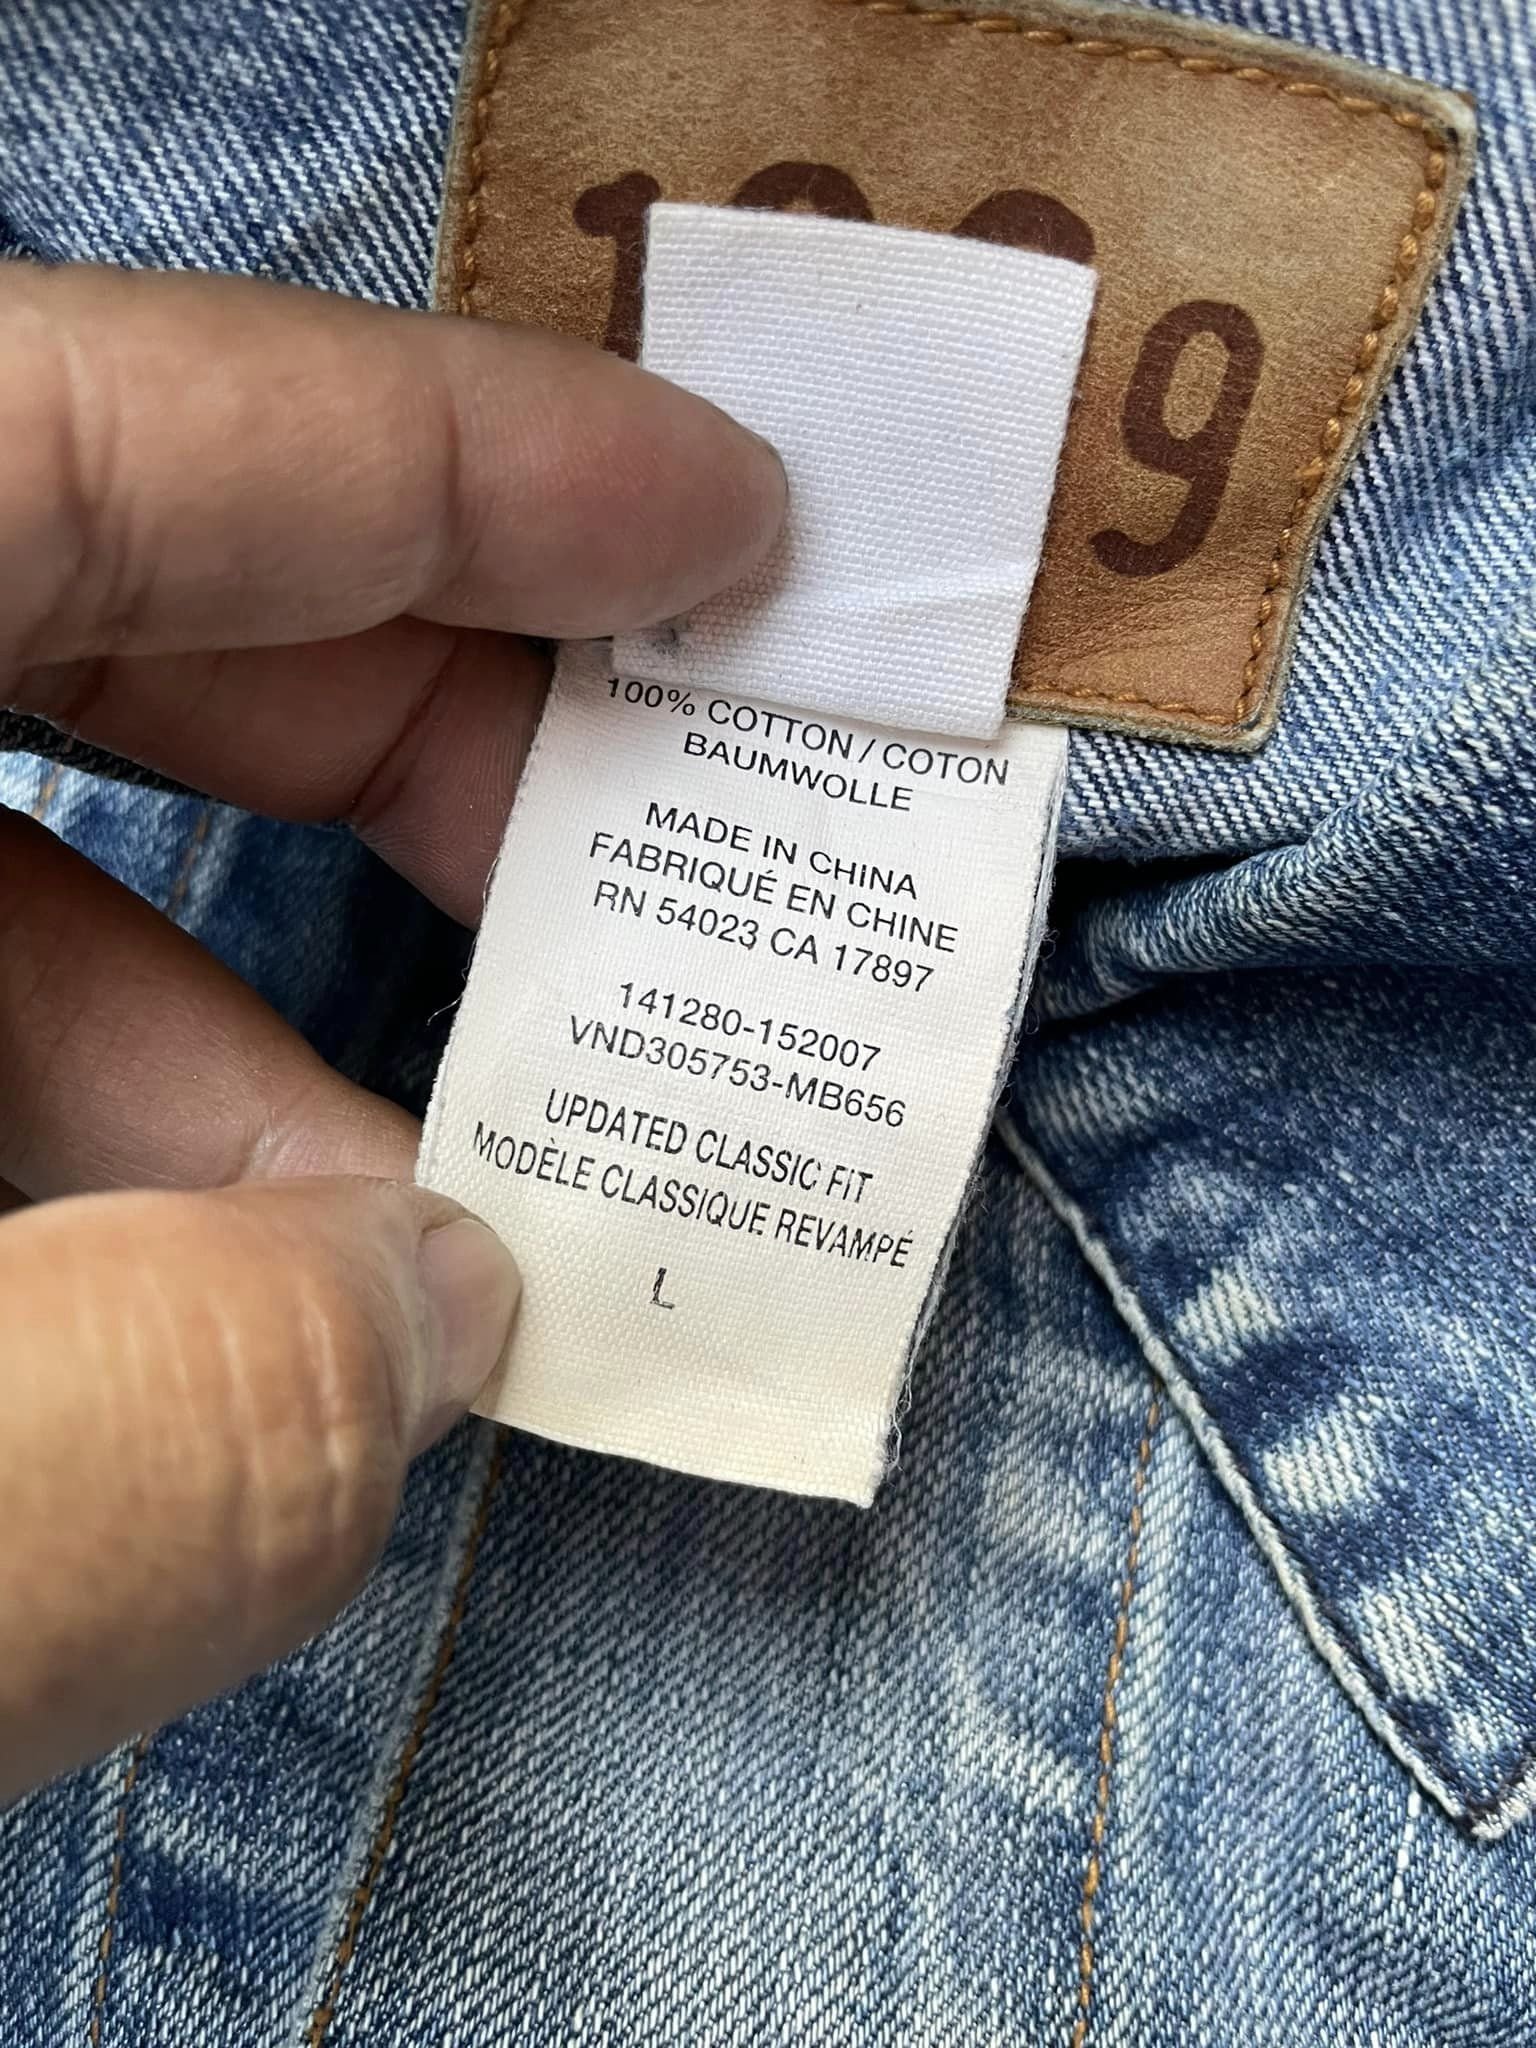 9
100% COTTON / COTON
BAUMWOLLE
MADE IN CHINA
FABRIQUÉ EN CHINE
RN 54023 CA 17897
141280-152007
VND305753-MB656
UPDATED CLASSIC FIT
MODÈLE CLASSIQUE REVAMPÉ
L